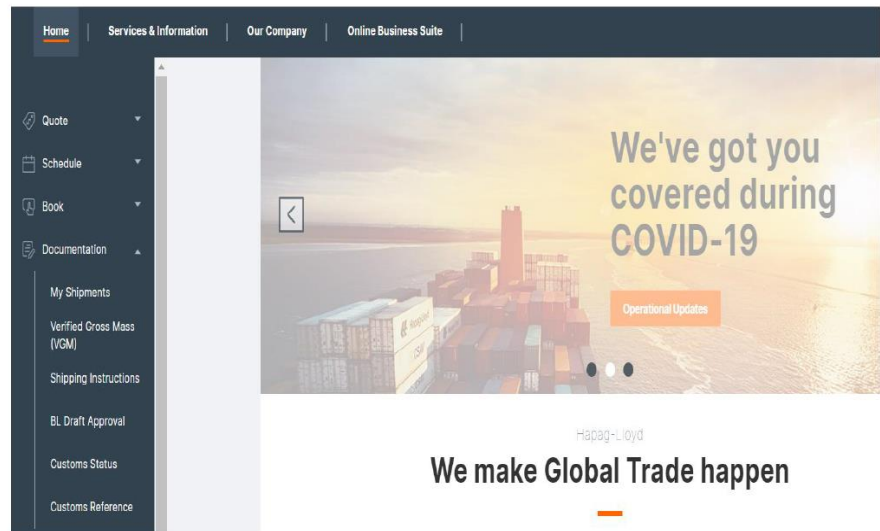 Home
Services & Information
Our Company
Online Business Suite
Quote
Schedule
Book
Documentation
My Shipments
Verified Gross Mass
(VGM)
Shipping Instructions
BL Draft Approval
Customs Status
Customs Reference
We've got you
covered during
COVID-19
Operational Updates
Hapag-Lloyd
We make Global Trade happen